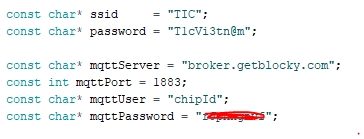 const char* ssid = "TIC";
const char* password = "T1cVi3tn@m";
const char* mqttServer = "broker.getblocky.com";
const int mqttPort = 1883;
const char* mqttUser = "chipId";
const char* mqttPassword = "